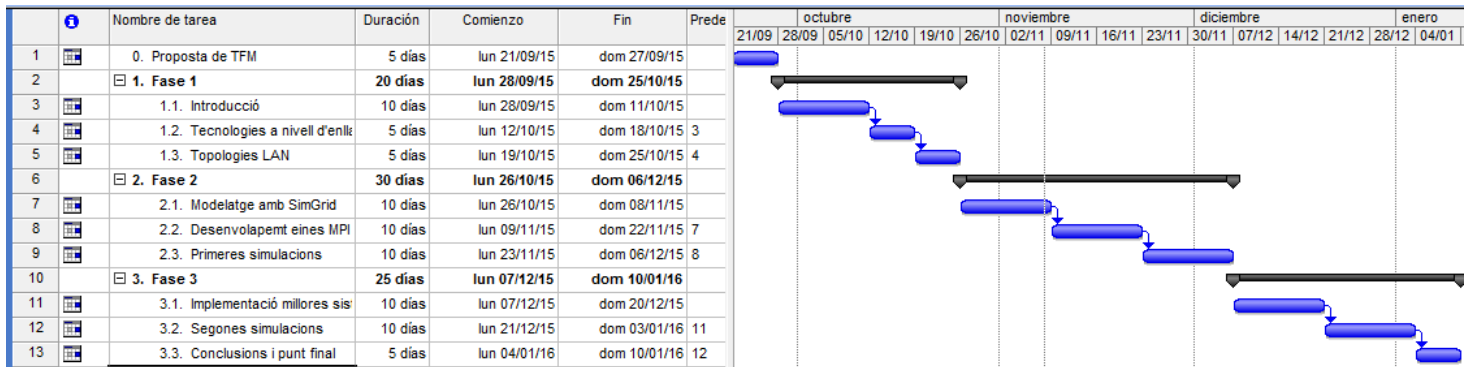 Nombre de tarea Duración Comienzo Fin Prede octubre noviembre diciembre enero
21/09 28/09 05/10 12/10 19/10 26/10 02/11 09/11 16/11 23/11 30/11 07/12 14/12 21/12 28/12 04/01
1 0. Proposta de TFM 5 días lun 21/09/15 dom 27/09/15
2 1. Fase 1 20 días lun 28/09/15 dom 25/10/15
3 1.1. Introducció 10 días lun 28/09/15 dom 11/10/15
4 1.2. Tecnologies a nivell d'enlla 5 días lun 12/10/15 dom 18/10/15 3
5 1.3. Topologies LAN 5 días lun 19/10/15 dom 25/10/15 4
6 2. Fase 2 30 días lun 26/10/15 dom 06/12/15
7 2.1. Modelatge amb SimGrid 10 días lun 26/10/15 dom 08/11/15
8 2.2. Desenvolapemt eines MPI 10 días lun 09/11/15 dom 22/11/15 7
9 2.3. Primeres simulacions 10 días lun 23/11/15 dom 06/12/15 8
10 3. Fase 3 25 días lun 07/12/15 dom 10/01/16
11 3.1. Implementació millores sis 10 días lun 07/12/15 dom 20/12/15
12 3.2. Segones simulacions 10 días lun 21/12/15 dom 03/01/16 11
13 3.3. Conclusions i punt final 5 días lun 04/01/16 dom 10/01/16 12